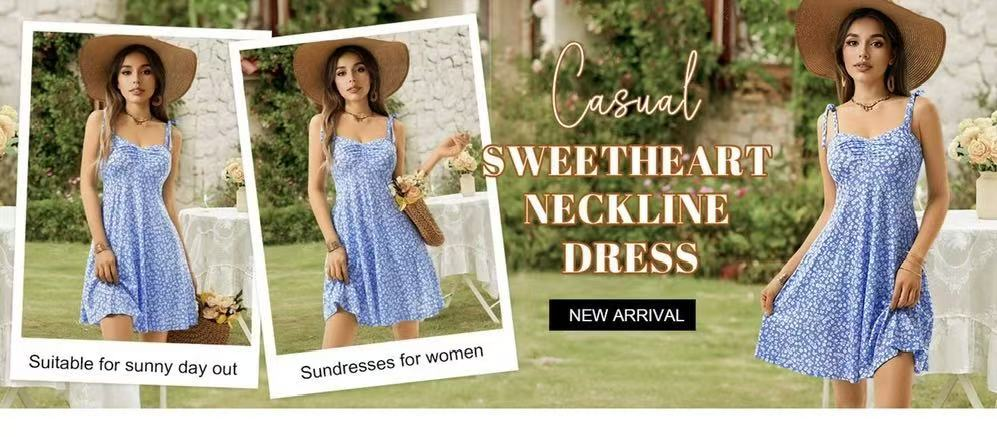 Casual
SWEETHEART
NECKLINE
DRESS
NEW ARRIVAL
Suitable for sunny day out
Sundresses for women